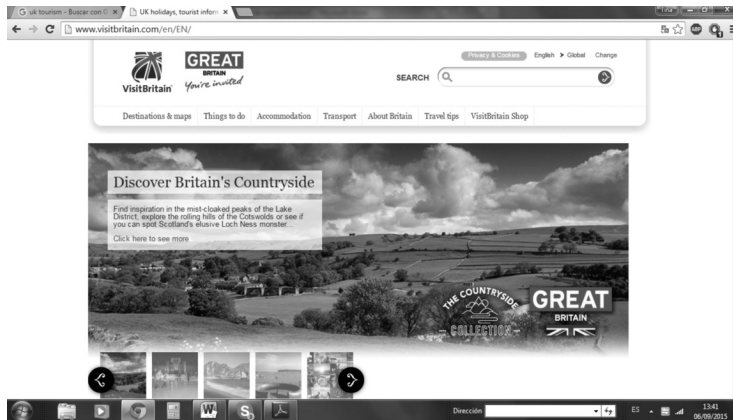 uk tourism - Buscar con G
UK holidays, tourist inform
www.visitbritain.com/en/EN/
VisitBritain
GREAT
BRITAIN
You're invited
Privacy & Cookies English > Global Change
SEARCH
Destinations & maps Things to do Accommodation Transport About Britain Travel tips VisitBritain Shop
Discover Britain's Countryside
Find inspiration in the mist-cloaked peaks of the Lake
District, explore the rolling hills of the Cotswolds or see if
you can spot Scotland's elusive Loch Ness monster...
Click here to see more
THE COUNTRYSIDE
COLLECTION
GREAT
BRITAIN
Dirección
ES
13:41
06/09/2015